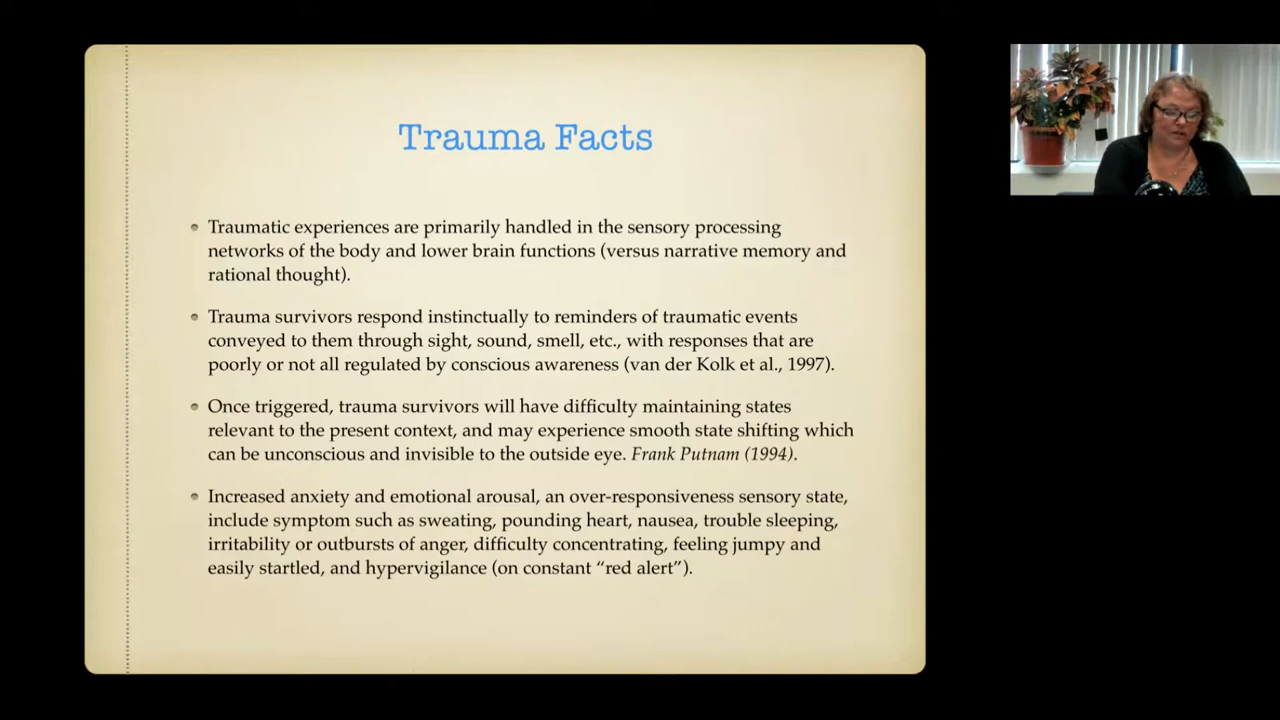 Trauma Facts
Traumatic experiences are primarily handled in the sensory processing
networks of the body and lower brain functions (versus narrative memory and
rational thought).
Trauma survivors respond instinctually to reminders of traumatic events
conveyed to them through sight, sound, smell, etc., with responses that are
poorly or not all regulated by conscious awareness (van der Kolk et al., 1997).
Once triggered, trauma survivors will have difficulty maintaining states
relevant to the present context, and may experience smooth state shifting which
can be unconscious and invisible to the outside eye. Frank Putnam (1994).
Increased anxiety and emotional arousal, an over-responsiveness sensory state,
include symptom such as sweating, pounding heart, nausea, trouble sleeping,
irritability or outbursts of anger, difficulty concentrating, feeling jumpy and
easily startled, and hypervigilance (on constant “red alert”).